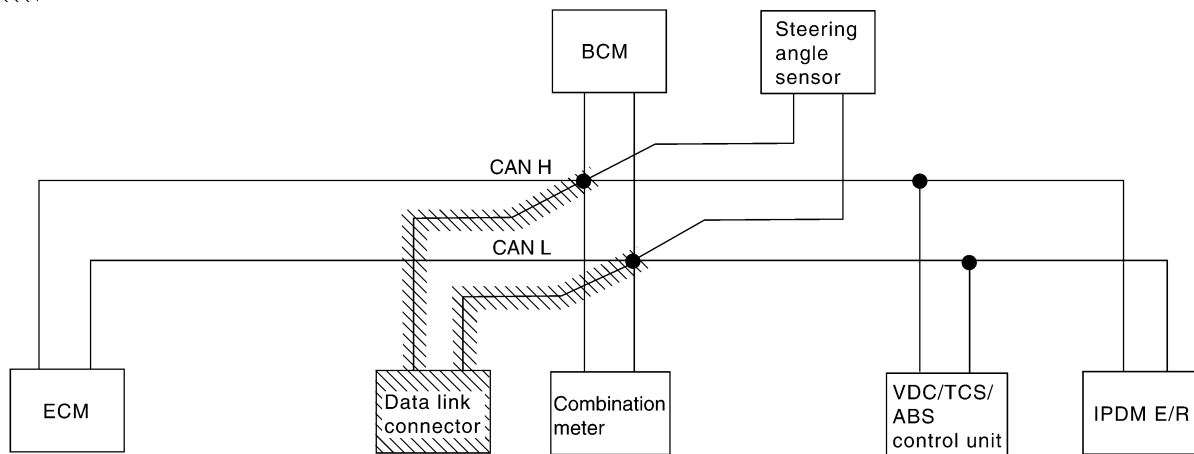 BCM
Steering
angle
sensor
CAN H
CAN L
ECM
Data link
connector
Combination
meter
VDC/TCS/
ABS
control unit
IPDM E/R